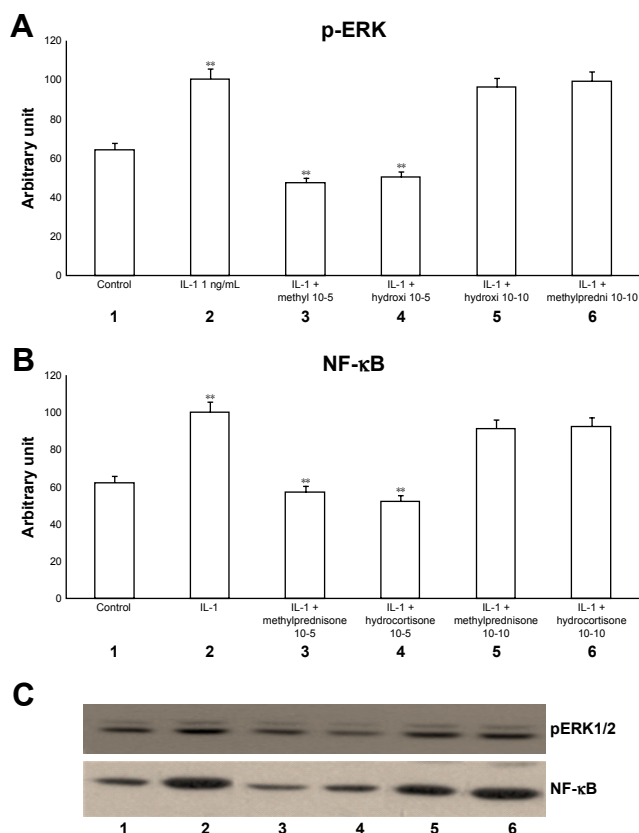 A
p-ERK
Arbitrary unit
120
100
80
60
40
20
0
**
**
**
Control
IL-1 1 ng/mL
IL-1 +
methyl 10-5
IL-1 +
hydroxi 10-5
IL-1 +
hydroxi 10-10
IL-1 +
methylpredni 10-10
1 2 3 4 5 6
B
NF-κB
Arbitrary unit
120
100
80
60
40
20
0
**
**
**
Control
IL-1
IL-1 +
methylprednisone
10-5
IL-1 +
hydrocortisone
10-5
IL-1 +
methylprednisone
10-10
IL-1 +
hydrocortisone
10-10
1 2 3 4 5 6
C
pERK1/2
NF-κB
1 2 3 4 5 6